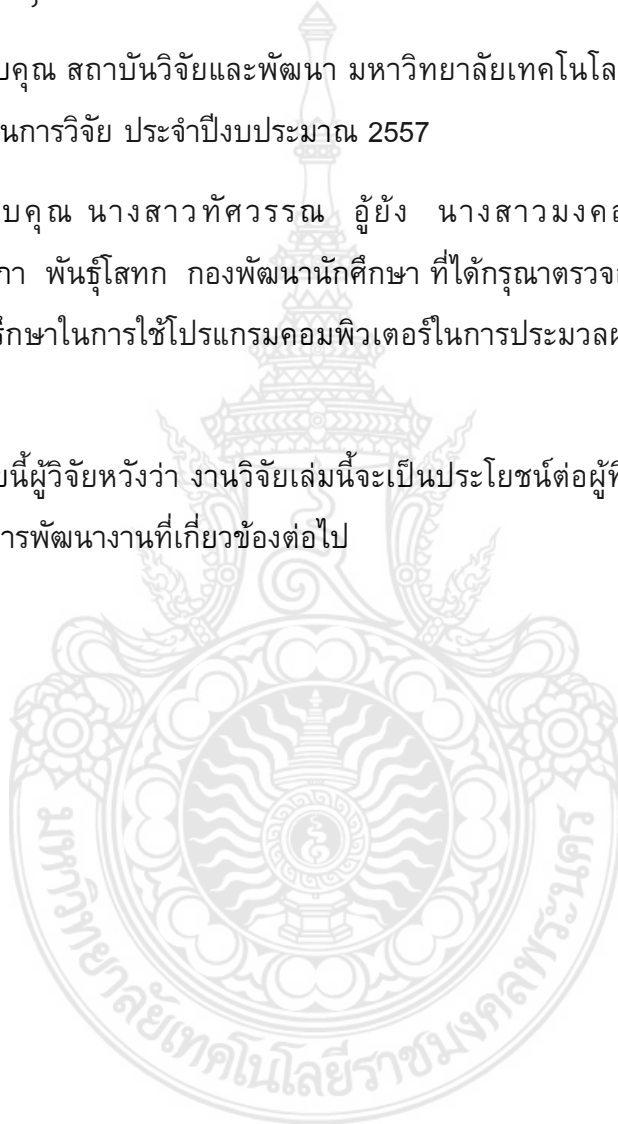 บคุณ สถาบันวิจัยและพัฒนา มหาวิทยาลัยเทคโนโล
นการวิจัย ประจำปีงบประมาณ 2557
บคุณ นางสาวทัศวรรณ อู้ยัง นางสาวมงคล
ภา พันธุ์โสทก กองพัฒนานักศึกษา ที่ได้กรุณาตรวจ
รึกษาในการใช้โปรแกรมคอมพิวเตอร์ในการประมวลผ
ยนี้ผู้วิจัยหวังว่า งานวิจัยเล่มนี้จะเป็นประโยชน์ต่อผู้ที
ารพัฒนางานที่เกี่ยวข้องต่อไป
มหาวิทยาลัยเทคโนโลยีราชมงคลพระนคร